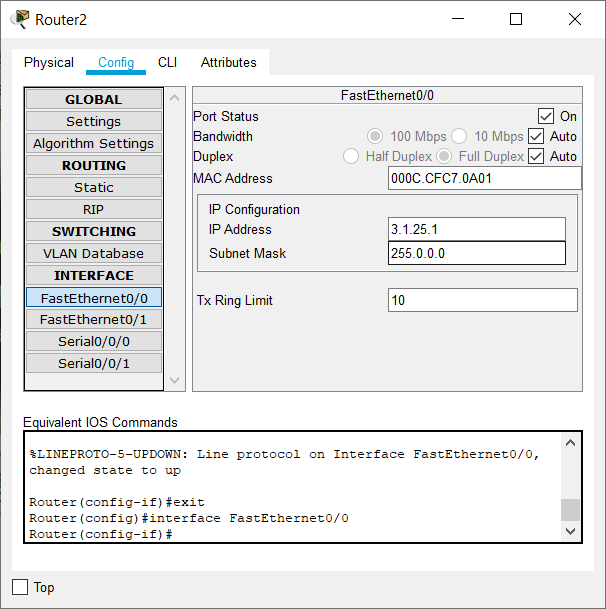 Router2
Physical Config CLI Attributes
GLOBAL
Settings
Algorithm Settings
ROUTING
Static
RIP
SWITCHING
VLAN Database
INTERFACE
FastEthernet0/0
FastEthernet0/1
Serial0/0/0
Serial0/0/1
FastEthernet0/0
Port Status On
Bandwidth 100 Mbps 10 Mbps Auto
Duplex Half Duplex Full Duplex Auto
MAC Address 000C.CFC7.0A01
IP Configuration
IP Address 3.1.25.1
Subnet Mask 255.0.0.0
Tx Ring Limit 10
Equivalent IOS Commands
%LINEPROTO-5-UPDOWN: Line protocol on Interface FastEthernet0/0,
changed state to up
Router(config-if)#exit
Router(config)#interface FastEthernet0/0
Router(config-if)#
Top